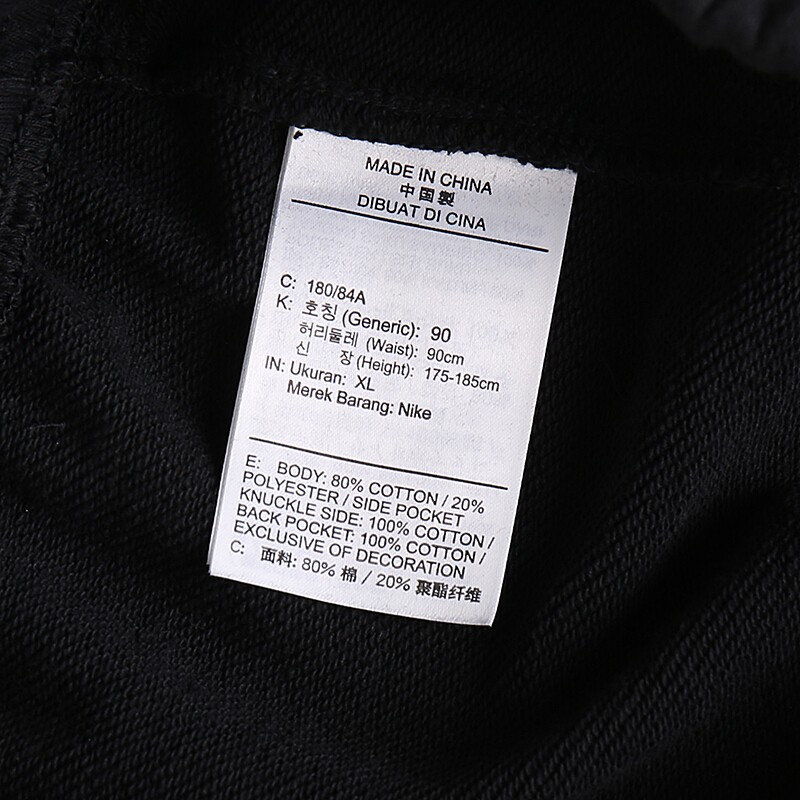 MADE IN CHINA
中国製
DIBUAT DI CINA
C: 180/84A
K: 호칭 (Generic): 90
허리둘레 (Waist): 90cm
신 장 (Height): 175-185cm
IN: Ukuran: XL
Merek Barang: Nike
E: BODY: 80% COTTON / 20%
POLYESTER / SIDE POCKET
KNUCKLE SIDE: 100% COTTON /
BACK POCKET: 100% COTTON /
EXCLUSIVE OF DECORATION
C: 面料: 80% 棉 / 20% 聚酯纤维